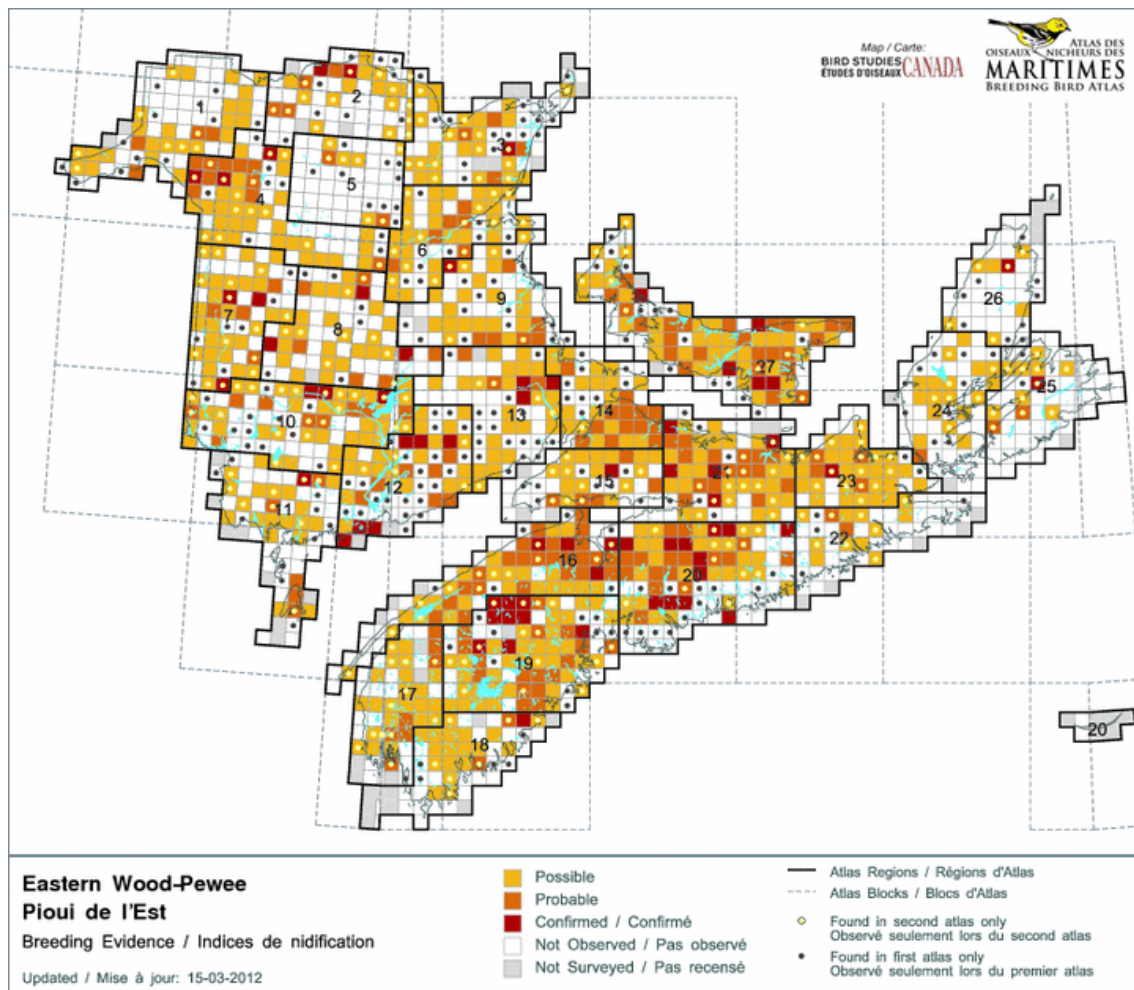 Map / Carte:
BIRD STUDIES
ÉTUDES D'OISEAUX CANADA
ATLAS DES
OISEAUX NICHEURS DES
MARITIMES
BREEDING BIRD ATLAS
1
2
3
4
5
6
7
8
9
10
11
12
13
14
15
16
17
18
19
20
21
22
23
24
25
26
27
20
Eastern Wood-Pewee
Pioui de l'Est
Breeding Evidence / Indices de nidification
Updated / Mise à jour: 15-03-2012
Possible
Probable
Confirmed / Confirmé
Not Observed / Pas observé
Not Surveyed / Pas recensé
Atlas Regions / Régions d'Atlas
Atlas Blocks / Blocs d'Atlas
Found in second atlas only
Observé seulement lors du second atlas
Found in first atlas only
Observé seulement lors du premier atlas